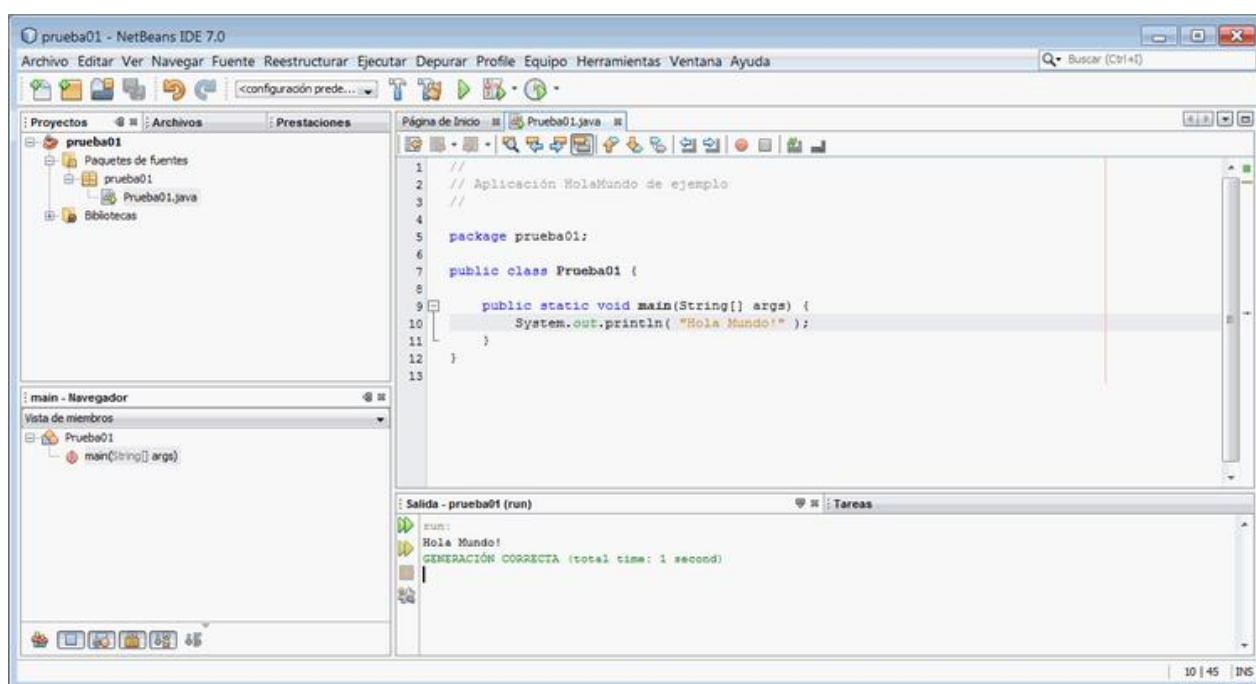 prueba01 - NetBeans IDE 7.0
Archivo Editar Ver Navegar Fuente Reestructurar Ejecutar Depurar Profile Equipo Herramientas Ventana Ayuda
Buscar (Ctrl+I)
<configuración prede...
Proyectos
Archivos
Prestaciones
prueba01
Paquetes de fuentes
prueba01
Prueba01.java
Bibliotecas
Página de Inicio
Prueba01.java
1 //
2 // Aplicación HolaMundo de ejemplo
3 //
4
5 package prueba01;
6
7 public class Prueba01 {
8
9 public static void main(String[] args) {
10 System.out.println( "Hola Mundo!" );
11 }
12 }
13
main - Navegador
Vista de miembros
Prueba01
main(String[] args)
Salida - prueba01 (run)
Tareas
run:
Hola Mundo!
GENERACIÓN CORRECTA (total time: 1 second)
10 | 45 INS